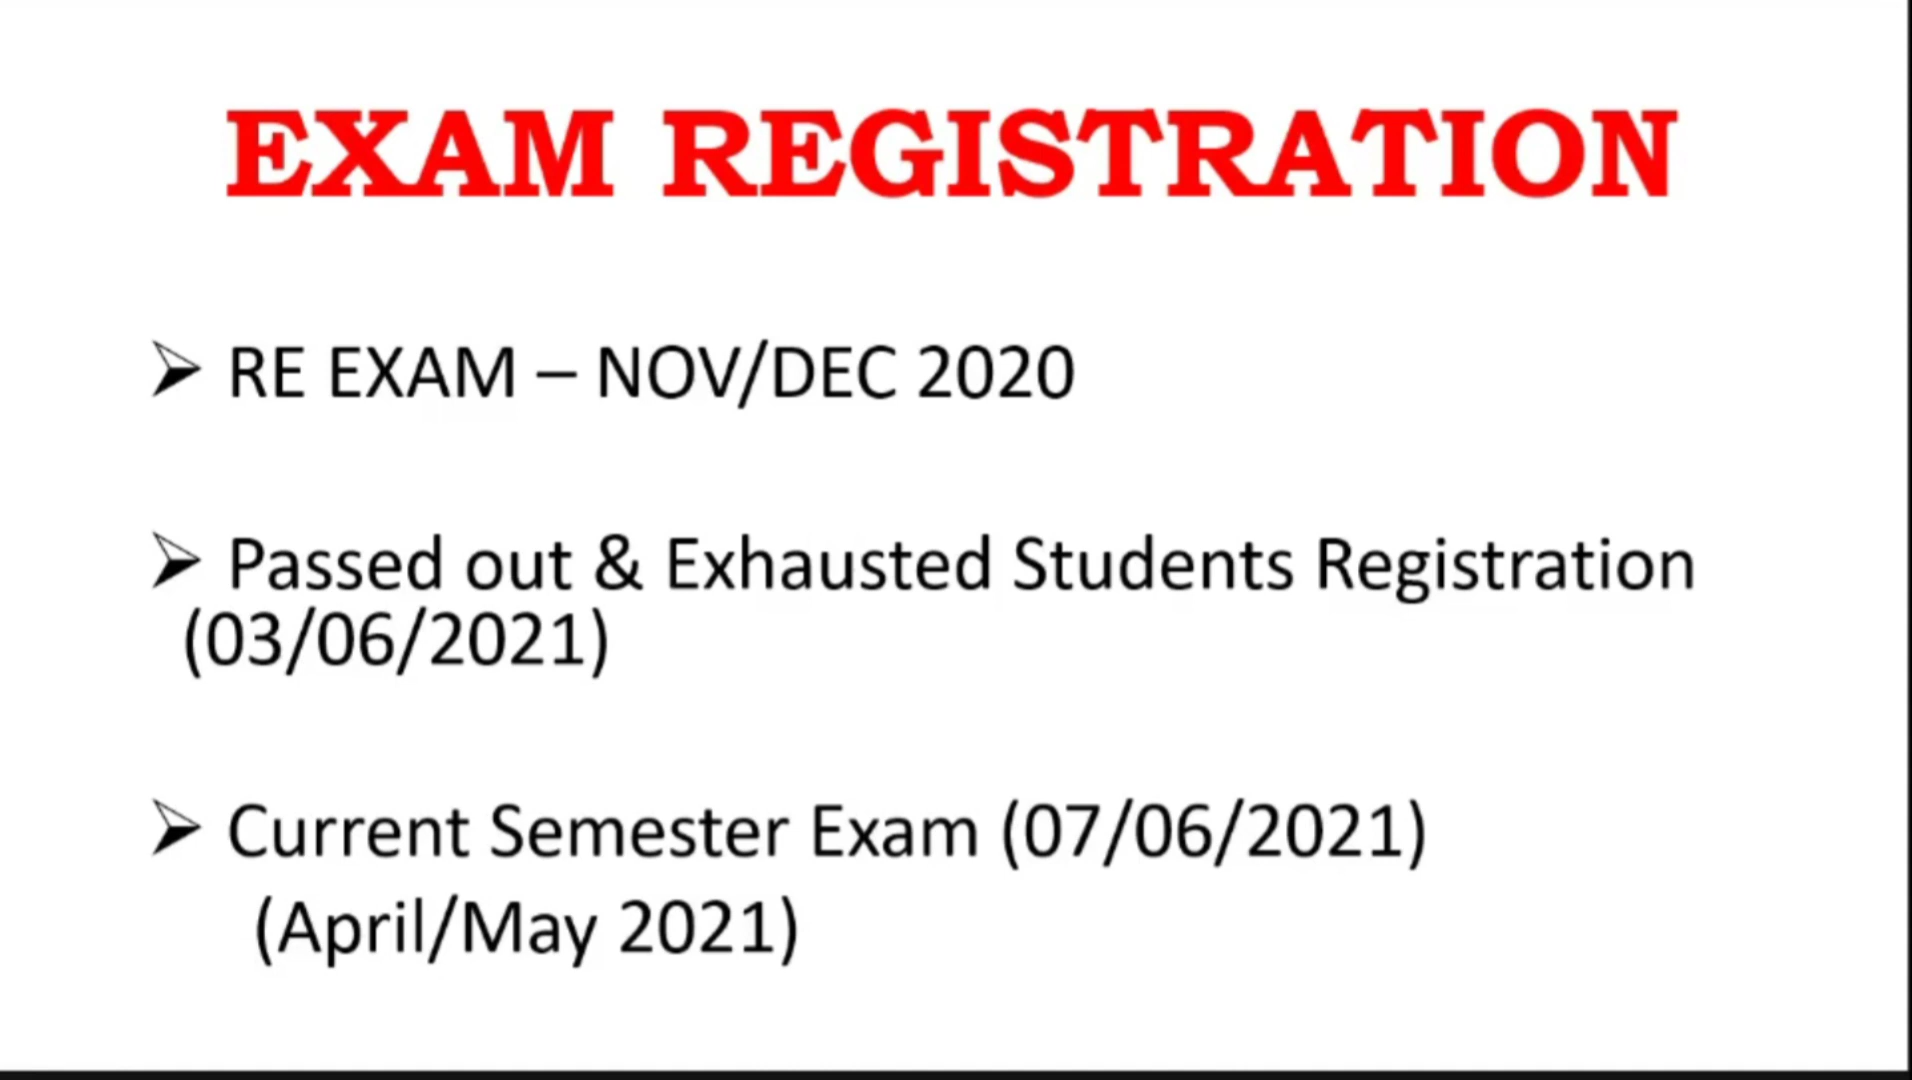 EXAM REGISTRATION
➢ RE EXAM – NOV/DEC 2020
➢ Passed out & Exhausted Students Registration
(03/06/2021)
➢ Current Semester Exam (07/06/2021)
(April/May 2021)